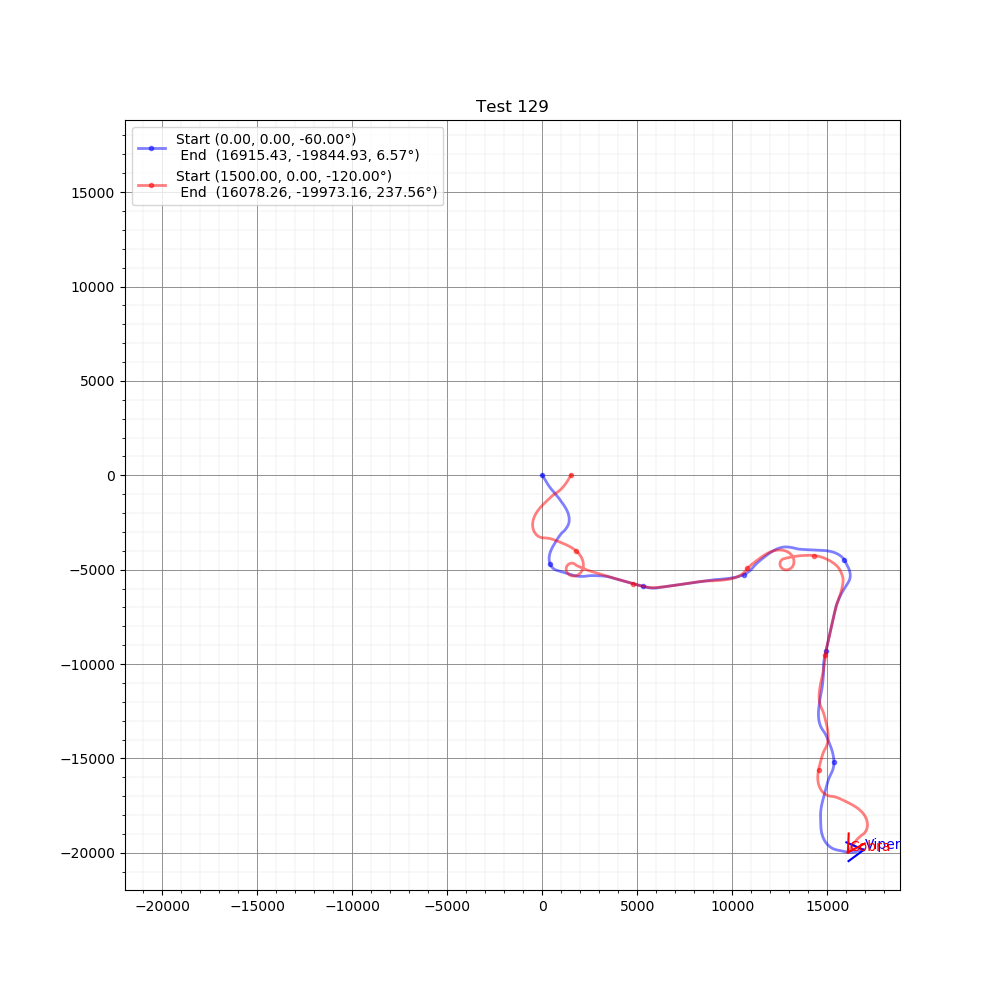 Test 129
Start (0.00, 0.00, -60.00°)
End (16915.43, -19844.93, 6.57°)
Start (1500.00, 0.00, -120.00°)
End (16078.26, -19973.16, 237.56°)
15000
10000
5000
0
−5000
−10000
−15000
−20000
Viper
−20000 −15000 −10000 −5000 0 5000 10000 15000